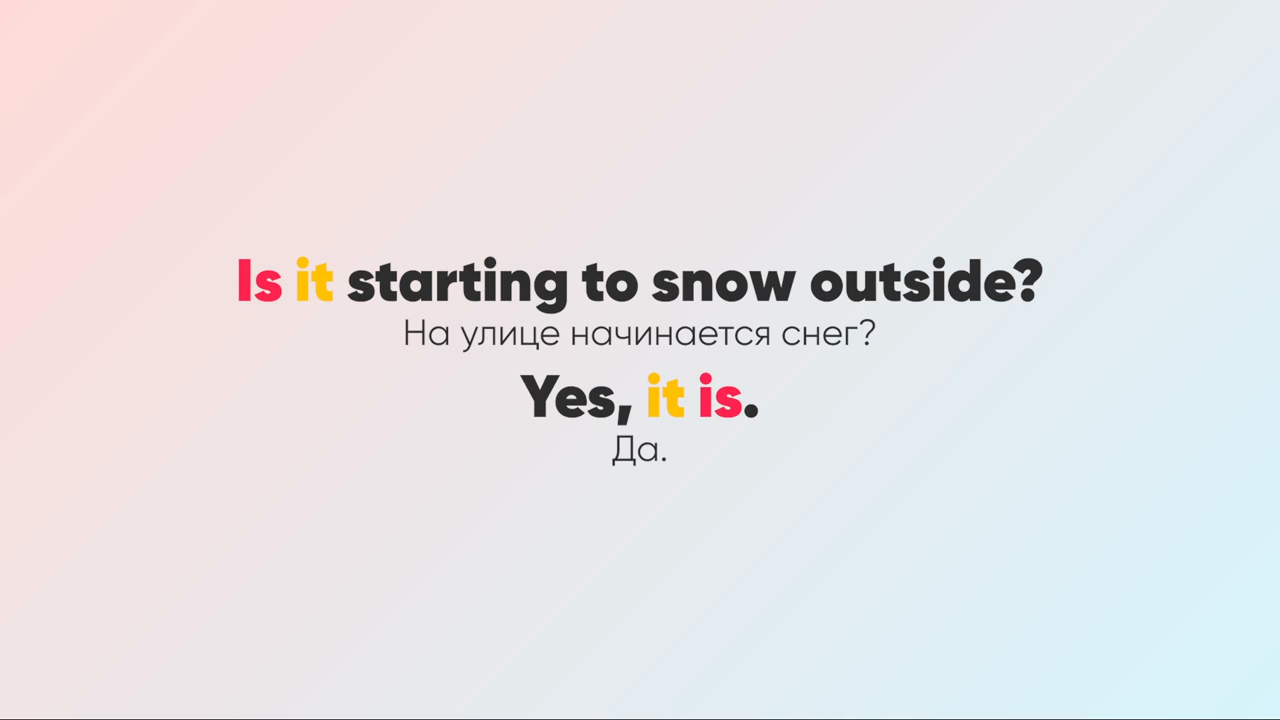 Is it starting to snow outside?
На улице начинается снег?
Yes, it is.
Да.